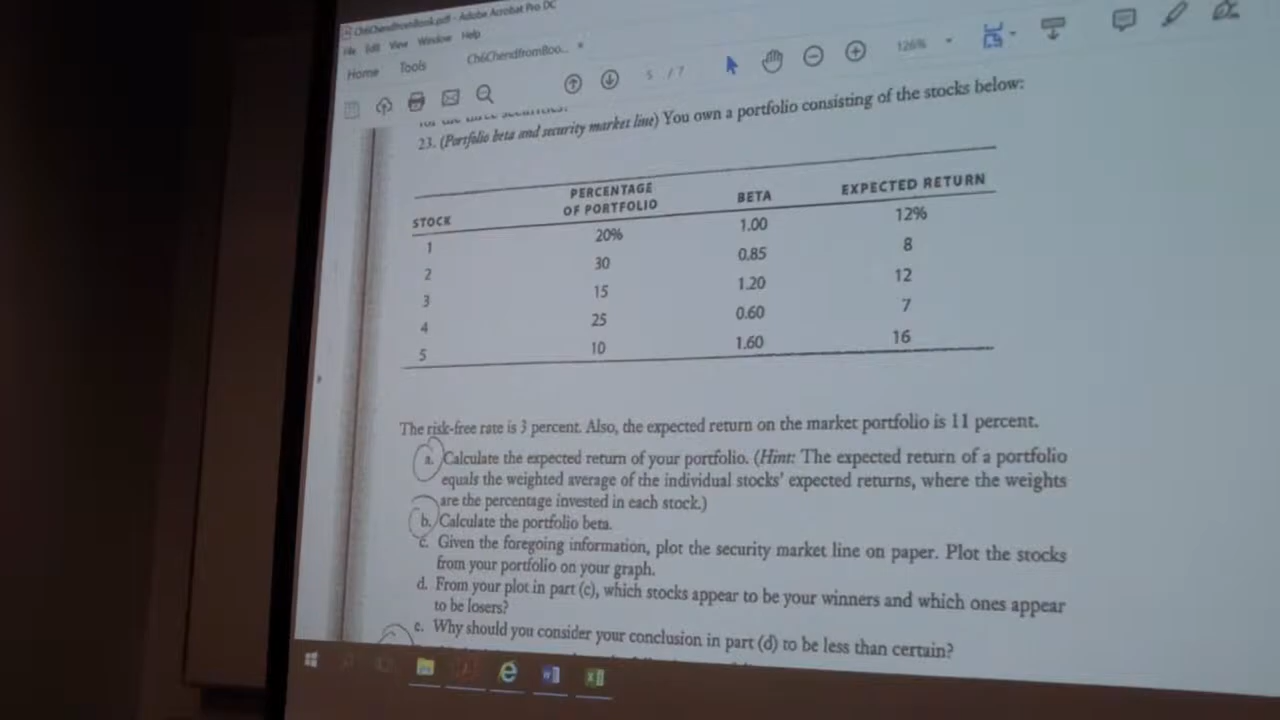 Ch6ChendfromBook.pdf - Adobe Acrobat Pro DC
File Edit View Window Help
Home Tools Ch6ChendfromBoo... ×
5 / 7 126%
23. (Portfolio beta and security market line) You own a portfolio consisting of the stocks below:
STOCK PERCENTAGE OF PORTFOLIO BETA EXPECTED RETURN
1 20% 1.00 12%
2 30 0.85 8
3 15 1.20 12
4 25 0.60 7
5 10 1.60 16
The risk-free rate is 3 percent. Also, the expected return on the market portfolio is 11 percent.
a. Calculate the expected return of your portfolio. (Hint: The expected return of a portfolio
equals the weighted average of the individual stocks' expected returns, where the weights
are the percentage invested in each stock.)
b. Calculate the portfolio beta.
c. Given the foregoing information, plot the security market line on paper. Plot the stocks
from your portfolio on your graph.
d. From your plot in part (c), which stocks appear to be your winners and which ones appear
to be losers?
e. Why should you consider your conclusion in part (d) to be less than certain?